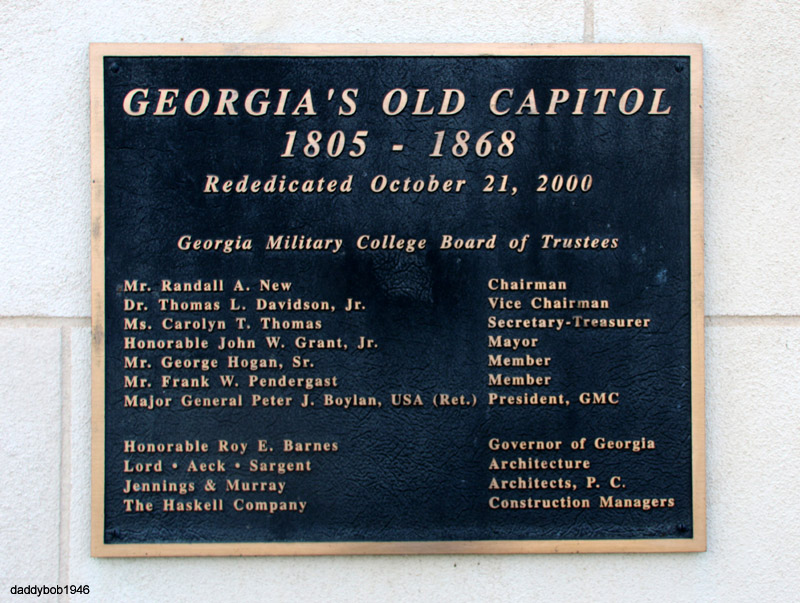 GEORGIA'S OLD CAPITOL
1805 - 1868
Rededicated October 21, 2000
Georgia Military College Board of Trustees
Mr. Randall A. New Chairman
Dr. Thomas L. Davidson, Jr. Vice Chairman
Ms. Carolyn T. Thomas Secretary-Treasurer
Honorable John W. Grant, Jr. Mayor
Mr. George Hogan, Sr. Member
Mr. Frank W. Pendergast Member
Major General Peter J. Boylan, USA (Ret.) President, GMC
Honorable Roy E. Barnes Governor of Georgia
Lord • Aeck • Sargent Architecture
Jennings & Murray Architects, P. C.
The Haskell Company Construction Managers
daddybob1946